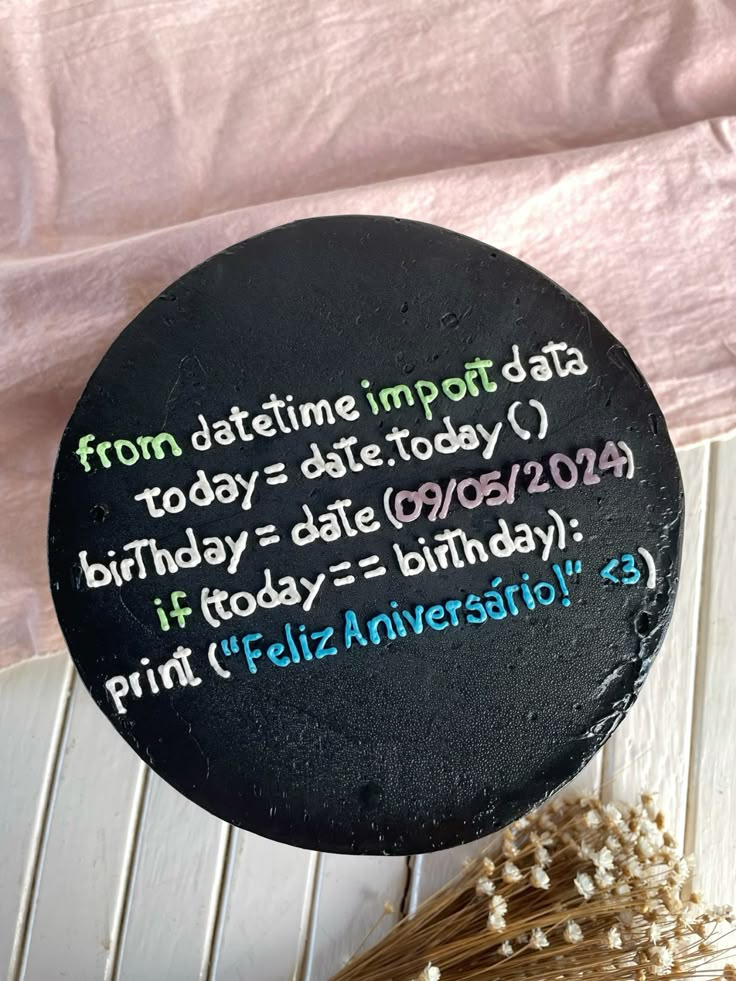 from datetime import data
today = date.today()
birthday = date (09/05/2024)
if (today == birthday):
print ("Feliz Aniversário!" <3)